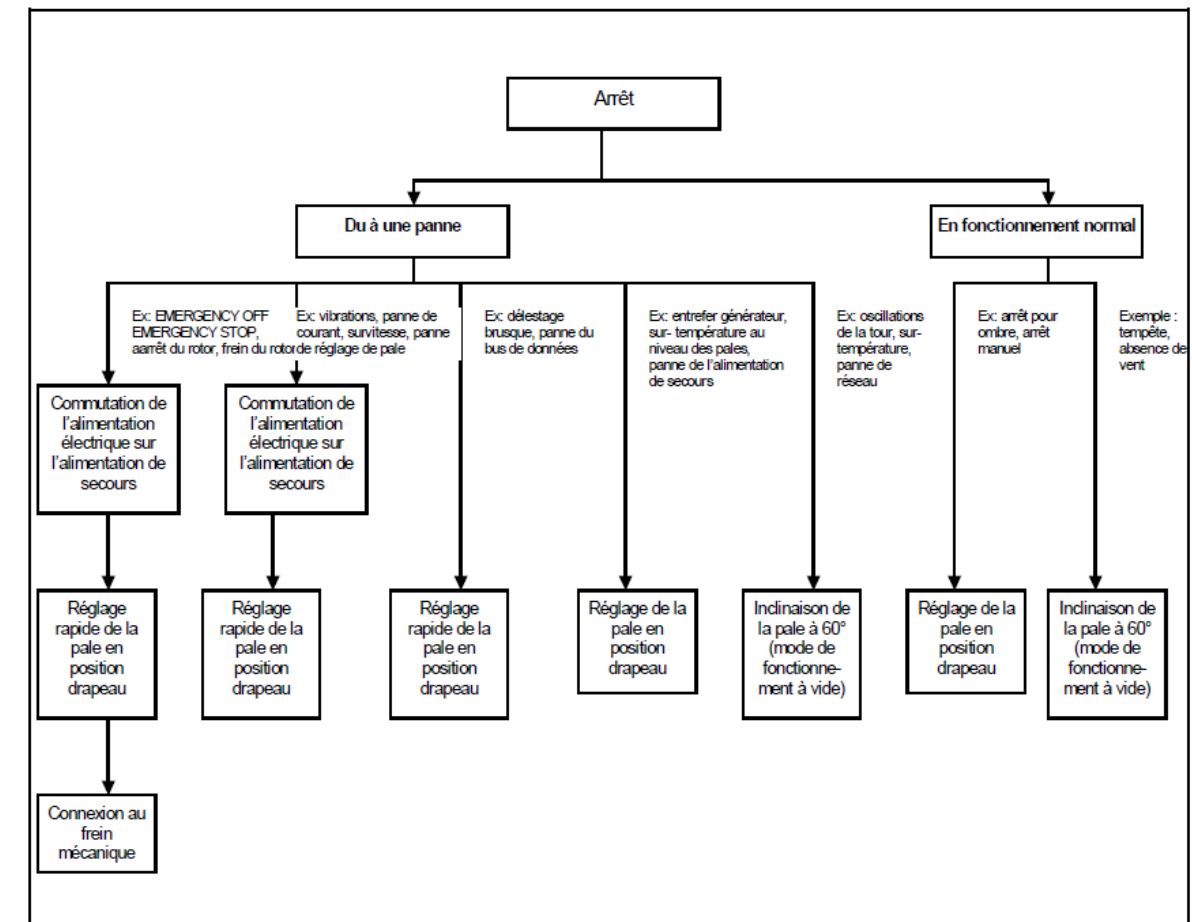 Arrêt
Du à une panne
En fonctionnement normal
Ex: EMERGENCY OFF
EMERGENCY STOP,
aarrêt du rotor, frein du rotor
Ex: vibrations, panne de
courant, survitesse, panne
de réglage de pale
Ex: délestage
brusque, panne du
bus de données
Ex: entrefer générateur,
sur- température au
niveau des pales,
panne de l'alimentation
de secours
Ex: oscillations
de la tour, sur-
température,
panne de
réseau
Ex: arrêt pour
ombre, arrêt
manuel
Exemple :
tempête,
absence de
vent
Commutation de
l'alimentation
électrique sur
l'alimentation de
secours
Commutation de
l'alimentation
électrique sur
l'alimentation de
secours
Réglage
rapide de la
pale en
position
drapeau
Réglage
rapide de la
pale en
position
drapeau
Réglage
rapide de la
pale en
position
drapeau
Réglage de la
pale en
position
drapeau
Inclinaison de
la pale à 60°
(mode de
fonctionne-
ment à vide)
Réglage de la
pale en
position
drapeau
Inclinaison de
la pale à 60°
(mode de
fonctionne-
ment à vide)
Connexion au
frein
mécanique